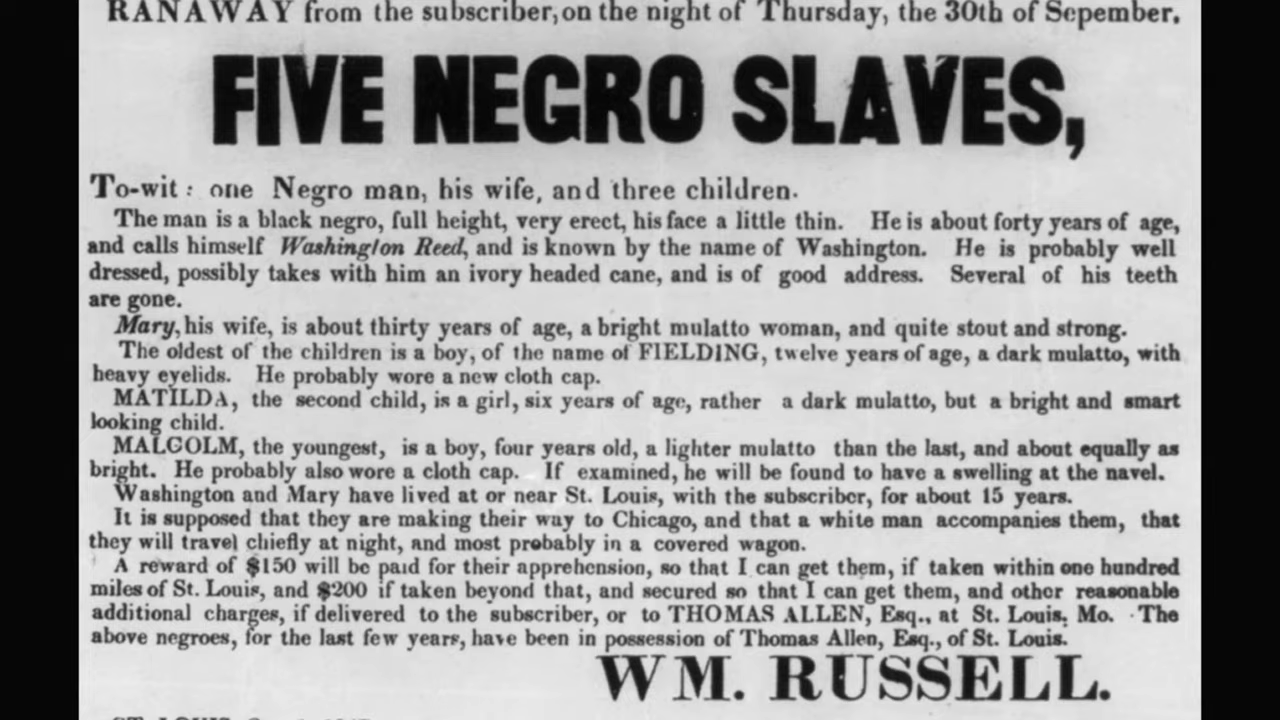 RANAWAY from the subscriber, on the night of Thursday, the 30th of Sepember,
FIVE NEGRO SLAVES,
To-wit : one Negro man, his wife, and three children.
The man is a black negro, full height, very erect, his face a little thin. He is about forty years of age,
and calls himself Washington Reed, and is known by the name of Washington. He is probably well
dressed, possibly takes with him an ivory headed cane, and is of good address. Several of his teeth
are gone.
Mary, his wife, is about thirty years of age, a bright mulatto woman, and quite stout and strong.
The oldest of the children is a boy, of the name of FIELDING, twelve years of age, a dark mulatto, with
heavy eyelids. He probably wore a new cloth cap.
MATILDA, the second child, is a girl, six years of age, rather a dark mulatto, but a bright and smart
looking child.
MALCOLM, the youngest, is a boy, four years old, a lighter mulatto than the last, and about equally as
bright. He probably also wore a cloth cap. If examined, he will be found to have a swelling at the navel.
Washington and Mary have lived at or near St. Louis, with the subscriber, for about 15 years.
It is supposed that they are making their way to Chicago, and that a white man accompanies them, that
they will travel chiefly at night, and most probably in a covered wagon.
A reward of $150 will be paid for their apprehension, so that I can get them, if taken within one hundred
miles of St. Louis, and $200 if taken beyond that, and secured so that I can get them, and other reasonable
additional charges, if delivered to the subscriber, or to THOMAS ALLEN, Esq., at St. Louis, Mo. The
above negroes, for the last few years, have been in possession of Thomas Allen, Esq., of St. Louis.
WM. RUSSELL.
ST. LOUIS,